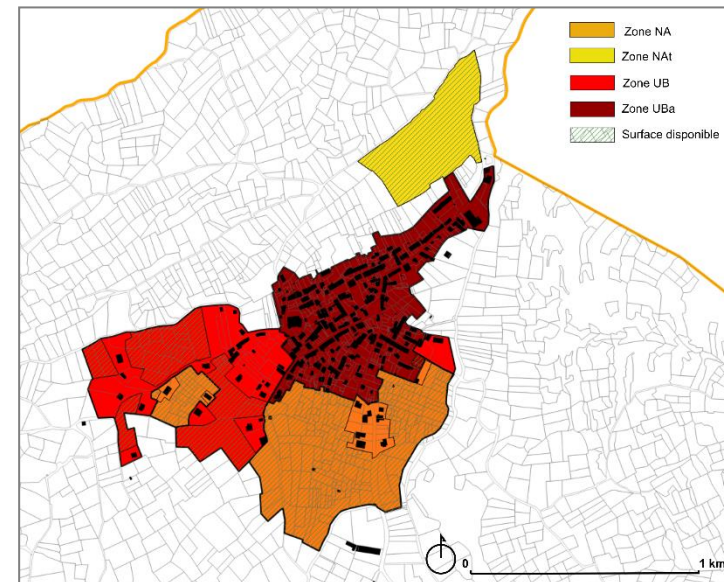 Zone NA
Zone NAt
Zone UB
Zone UBa
Surface disponible
0
1 km